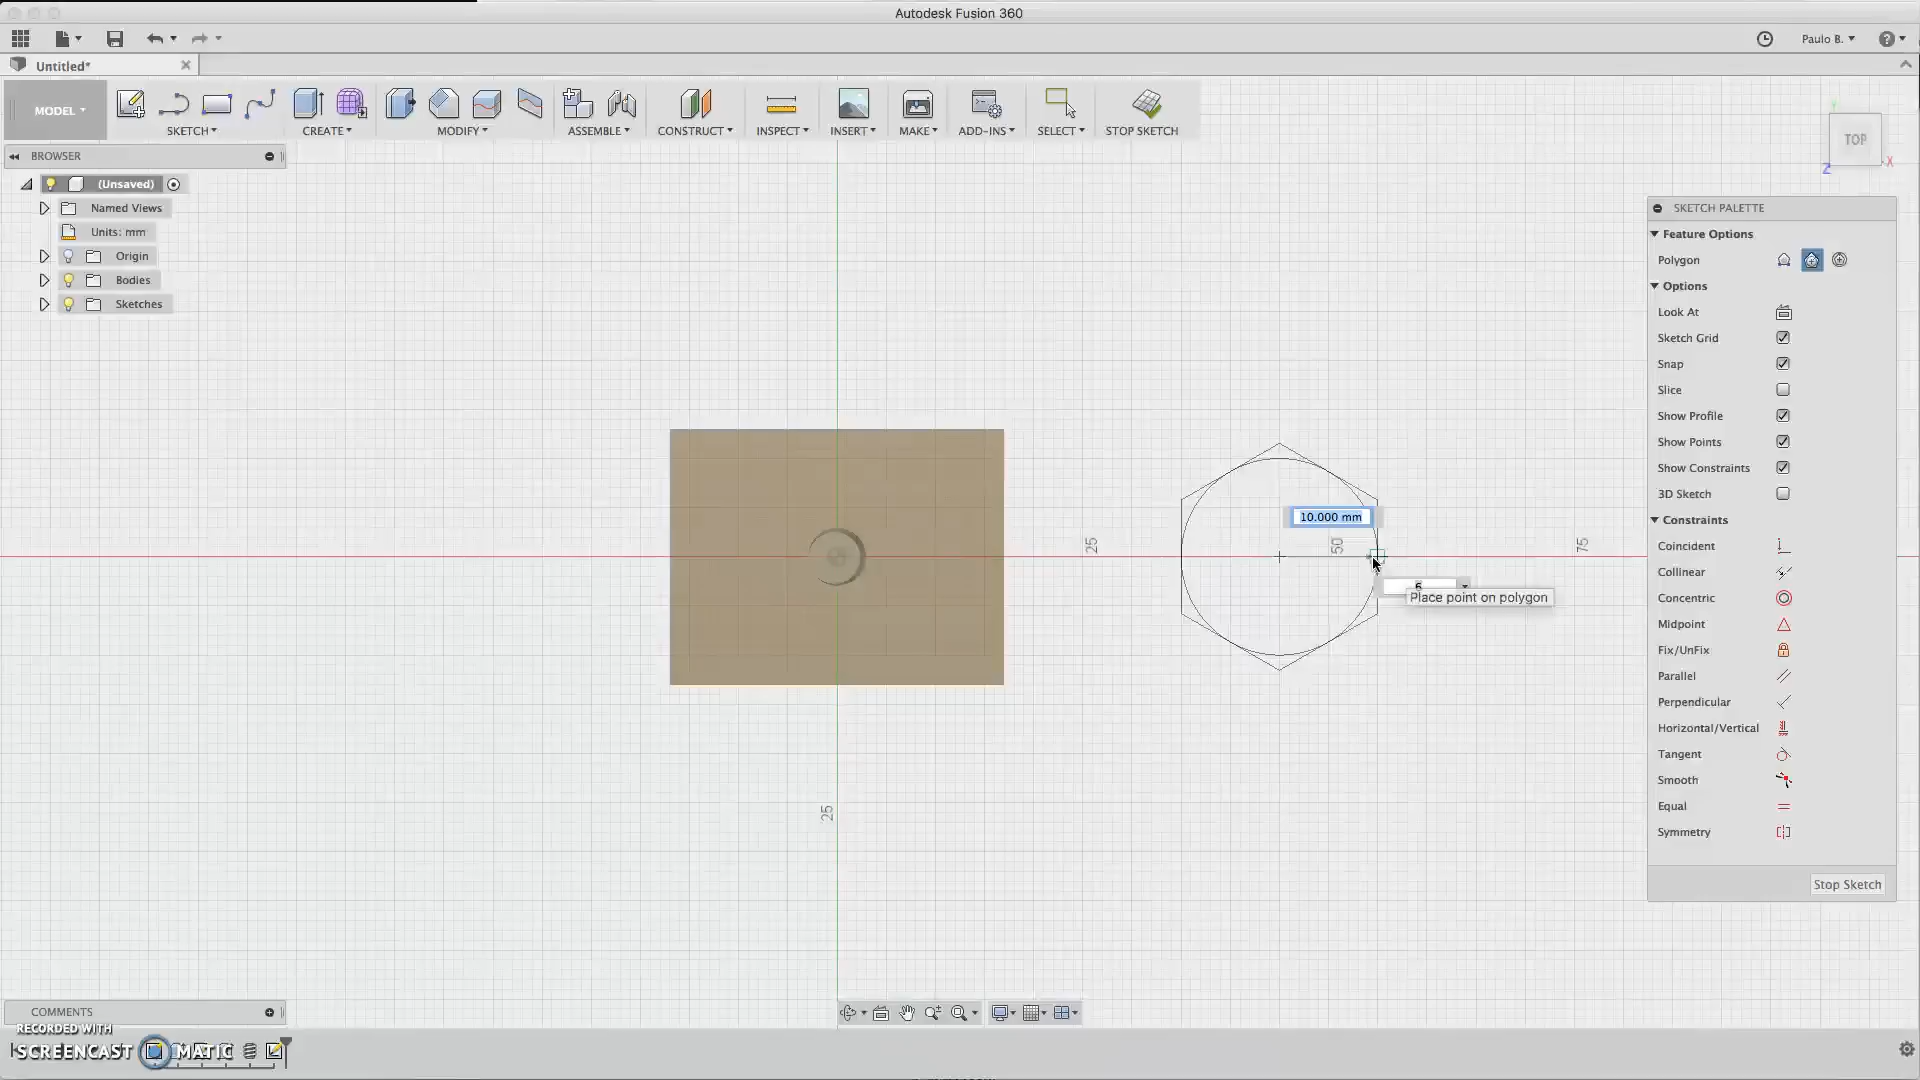 Autodesk Fusion 360
Paulo B.
Untitled*
MODEL
SKETCH
CREATE
MODIFY
ASSEMBLE
CONSTRUCT
INSPECT
INSERT
MAKE
ADD-INS
SELECT
STOP SKETCH
BROWSER
(Unsaved)
Named Views
Units: mm
Origin
Bodies
Sketches
Y
TOP
X
Z
SKETCH PALETTE
Feature Options
Polygon
Options
Look At
Sketch Grid
Snap
Slice
Show Profile
Show Points
Show Constraints
3D Sketch
Constraints
Coincident
Collinear
Concentric
Midpoint
Fix/UnFix
Parallel
Perpendicular
Horizontal/Vertical
Tangent
Smooth
Equal
Symmetry
Stop Sketch
10.000 mm
25
50
75
6
Place point on polygon
25
COMMENTS
RECORDED WITH
SCREENCAST MATIC